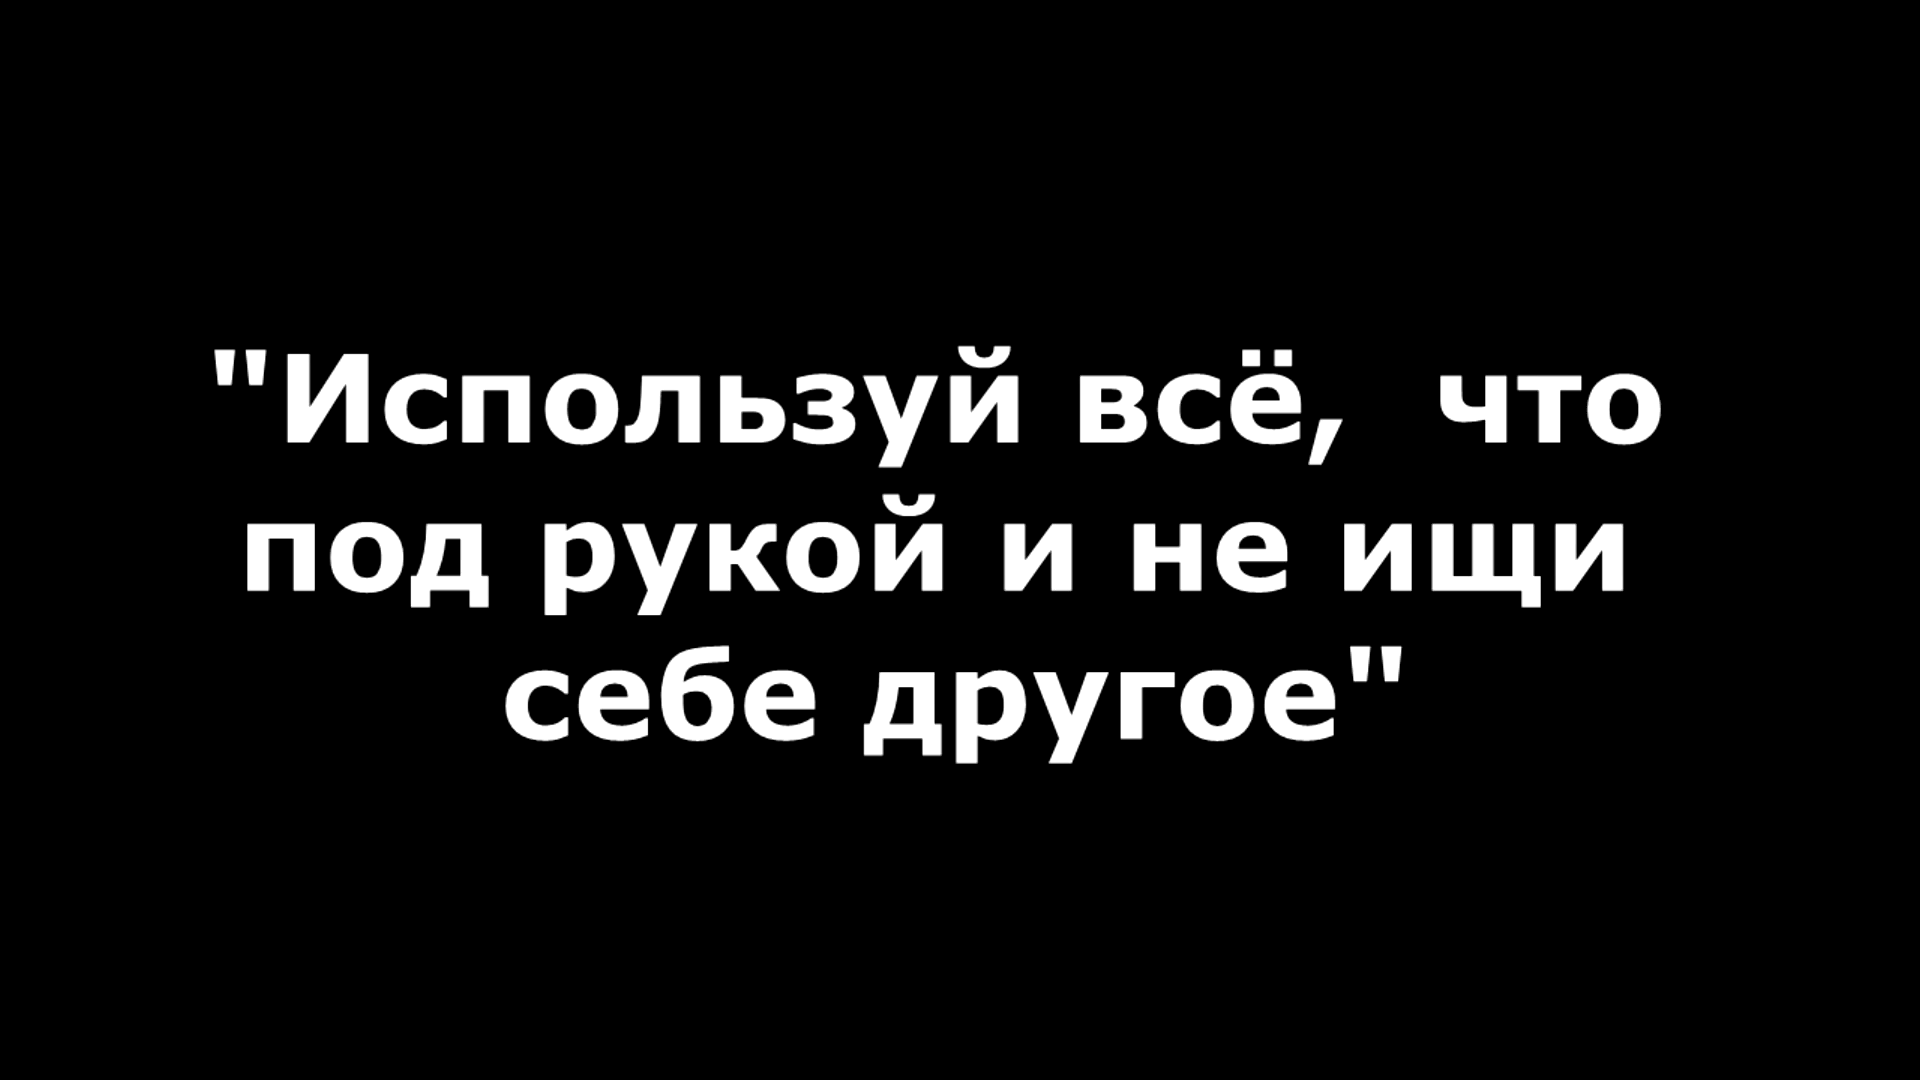 "Используй всё,  что
под рукой и не ищи
себе другое"